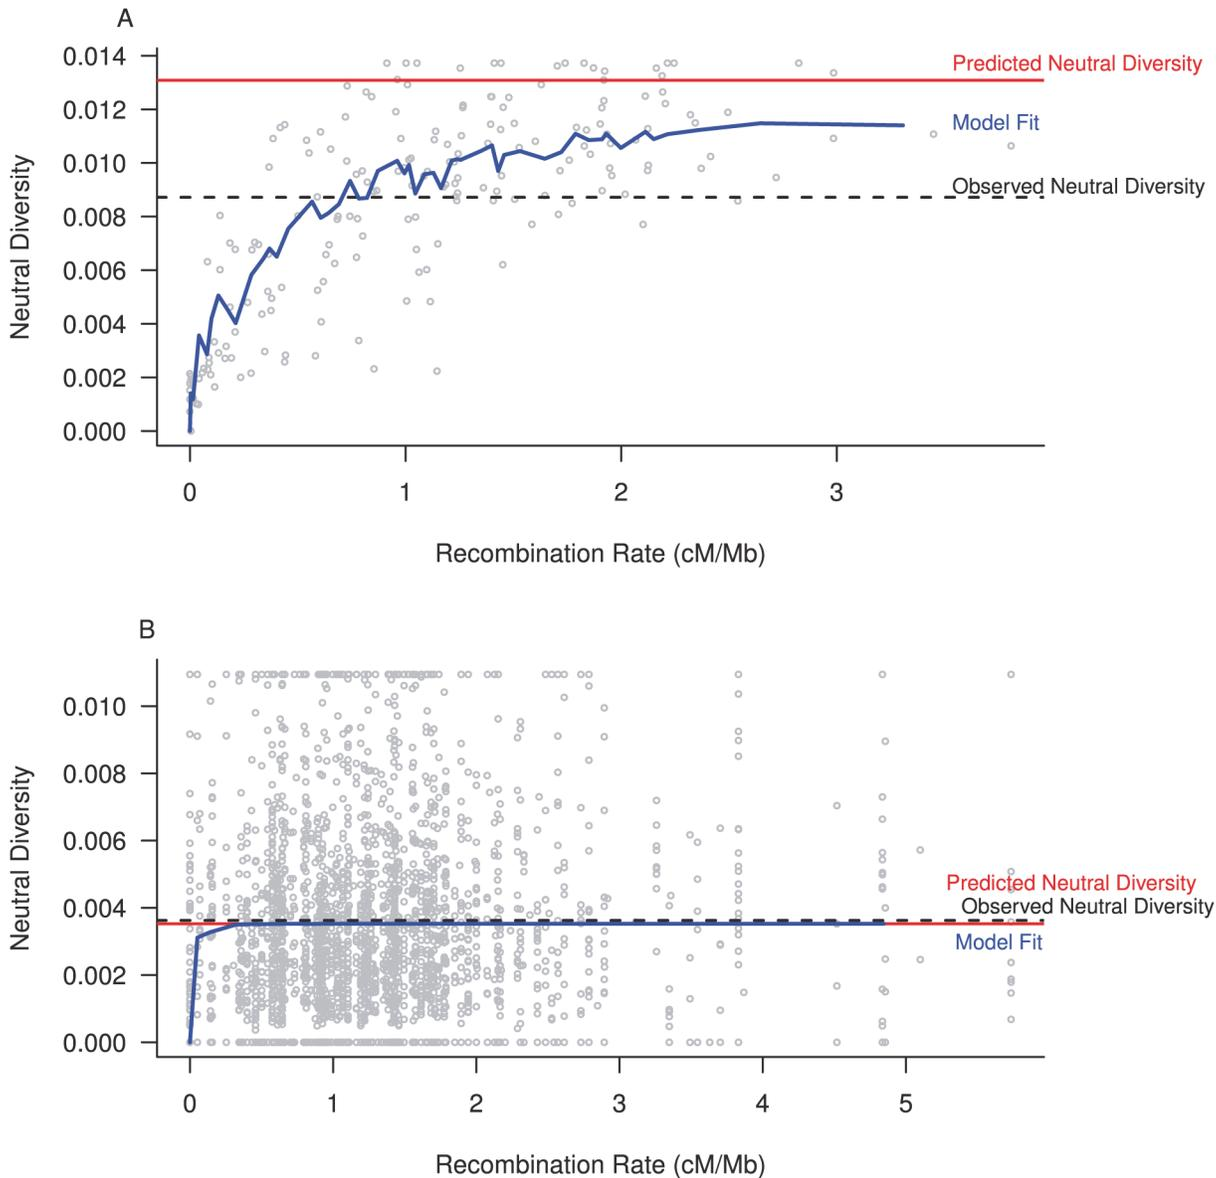 A
0.014
0.012
0.010
0.008
0.006
0.004
0.002
0.000
Neutral Diversity
Predicted Neutral Diversity
Model Fit
Observed Neutral Diversity
0 1 2 3
Recombination Rate (cM/Mb)
B
0.010
0.008
0.006
0.004
0.002
0.000
Neutral Diversity
Predicted Neutral Diversity
Observed Neutral Diversity
Model Fit
0 1 2 3 4 5
Recombination Rate (cM/Mb)